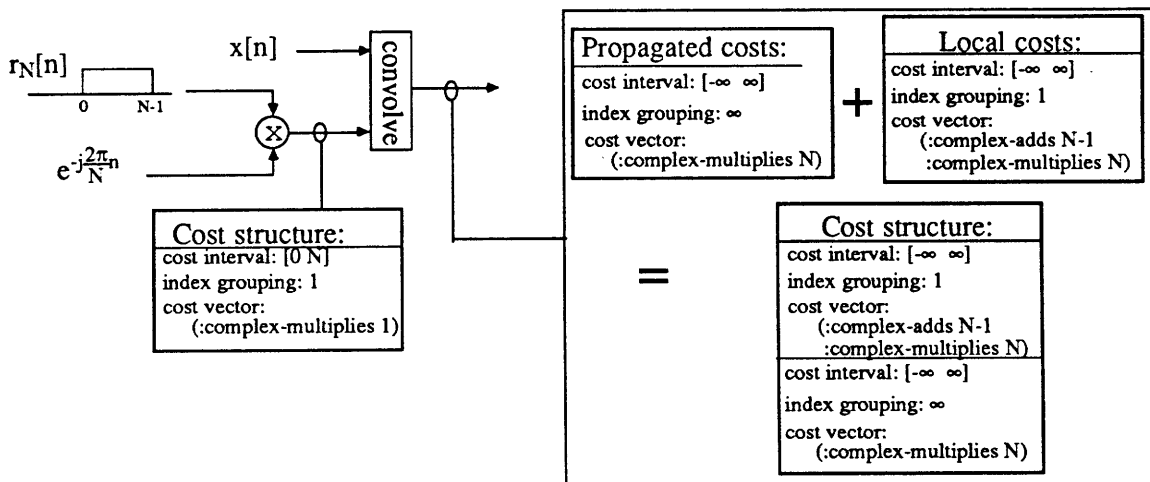 x[n]
r_N[n]
0
N-1
X
e^{-j\frac{2π}{N}n}
convolve
Cost structure:
cost interval: [0 N]
index grouping: 1
cost vector:
(:complex-multiplies 1)
Propagated costs:
cost interval: [-∞ ∞]
index grouping: ∞
cost vector:
(:complex-multiplies N)
+
Local costs:
cost interval: [-∞ ∞]
index grouping: 1
cost vector:
(:complex-adds N-1
:complex-multiplies N)
=
Cost structure:
cost interval: [-∞ ∞]
index grouping: 1
cost vector:
(:complex-adds N-1
:complex-multiplies N)
cost interval: [-∞ ∞]
index grouping: ∞
cost vector:
(:complex-multiplies N)